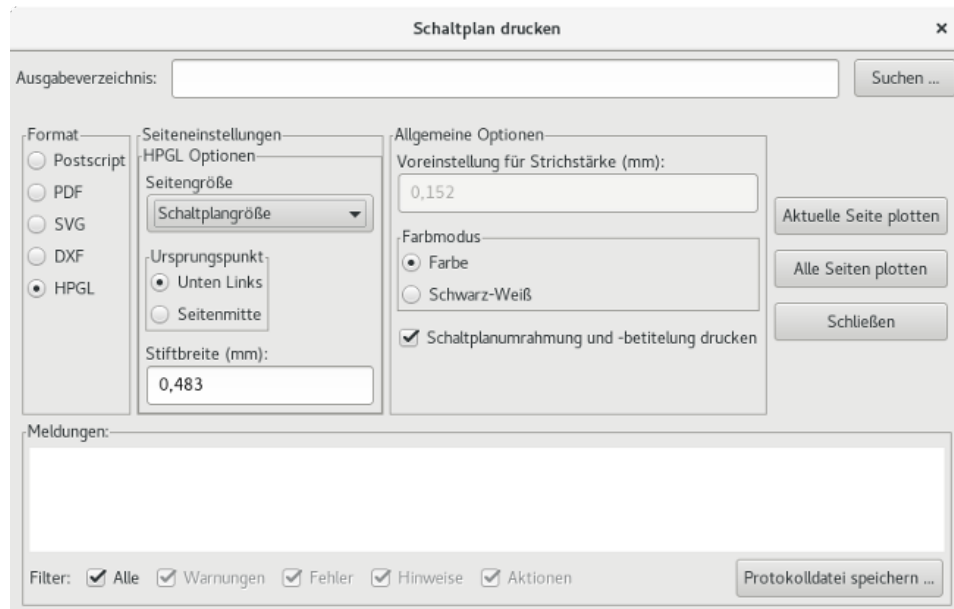 Schaltplan drucken
Ausgabeverzeichnis:
Suchen ...
Format
Postscript
PDF
SVG
DXF
HPGL
Seiteneinstellungen
HPGL Optionen
Seitengröße
Schaltplangröße
Ursprungspunkt
Unten Links
Seitenmitte
Stiftbreite (mm):
0,483
Allgemeine Optionen
Voreinstellung für Strichstärke (mm):
0,152
Farbmodus
Farbe
Schwarz-Weiß
Schaltplanumrahmung und -betitelung drucken
Aktuelle Seite plotten
Alle Seiten plotten
Schließen
Meldungen:
Filter: Alle Warnungen Fehler Hinweise Aktionen
Protokolldatei speichern ...